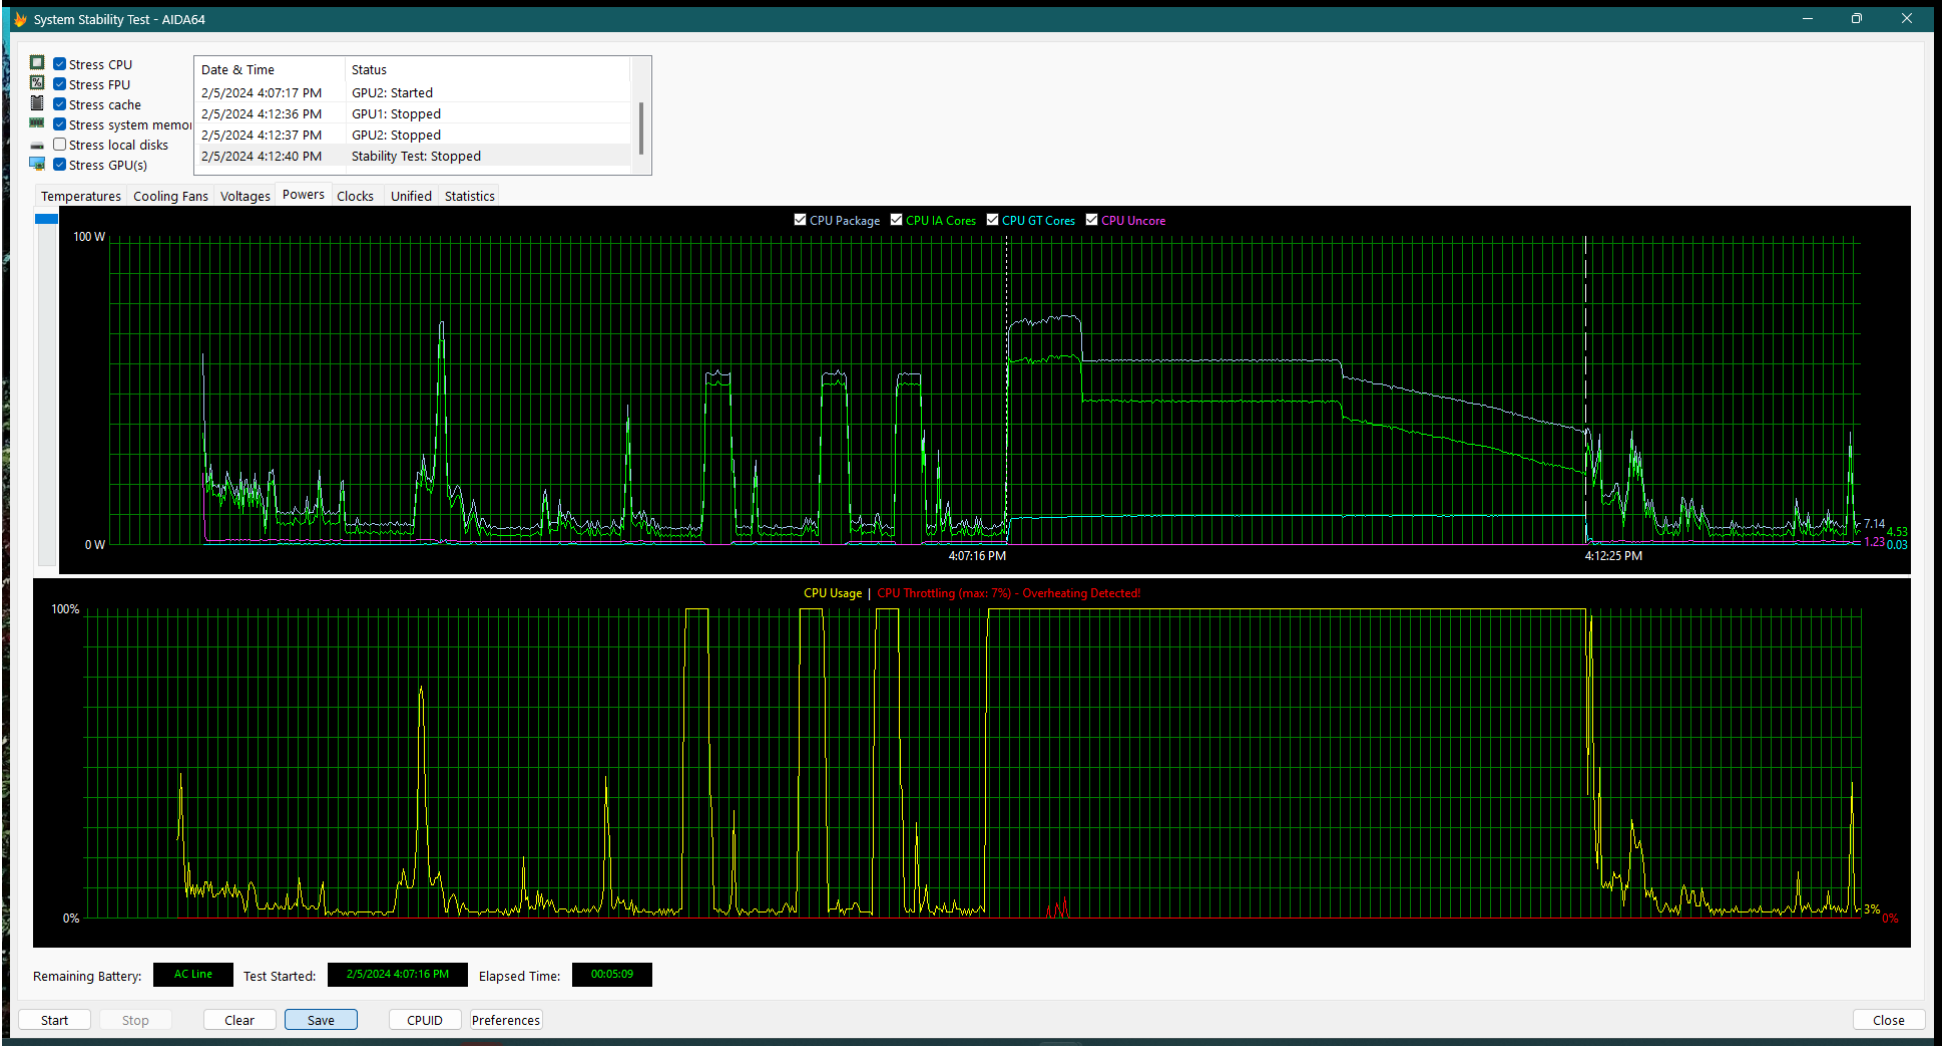 System Stability Test - AIDA64
Stress CPU
Stress FPU
Stress cache
Stress system memor
Stress local disks
Stress GPU(s)
Date & Time Status
2/5/2024 4:07:17 PM GPU2: Started
2/5/2024 4:12:36 PM GPU1: Stopped
2/5/2024 4:12:37 PM GPU2: Stopped
2/5/2024 4:12:40 PM Stability Test: Stopped
Temperatures Cooling Fans Voltages Powers Clocks Unified Statistics
CPU Package CPU IA Cores CPU GT Cores CPU Uncore
100 W
7.14
4.53
1.23
0.03
0 W
4:07:16 PM 4:12:25 PM
CPU Usage | CPU Throttling (max: 7%) - Overheating Detected!
100%
3%
0%
0%
Remaining Battery: AC Line Test Started: 2/5/2024 4:07:16 PM Elapsed Time: 00:05:09
Start Stop Clear Save CPUID Preferences Close